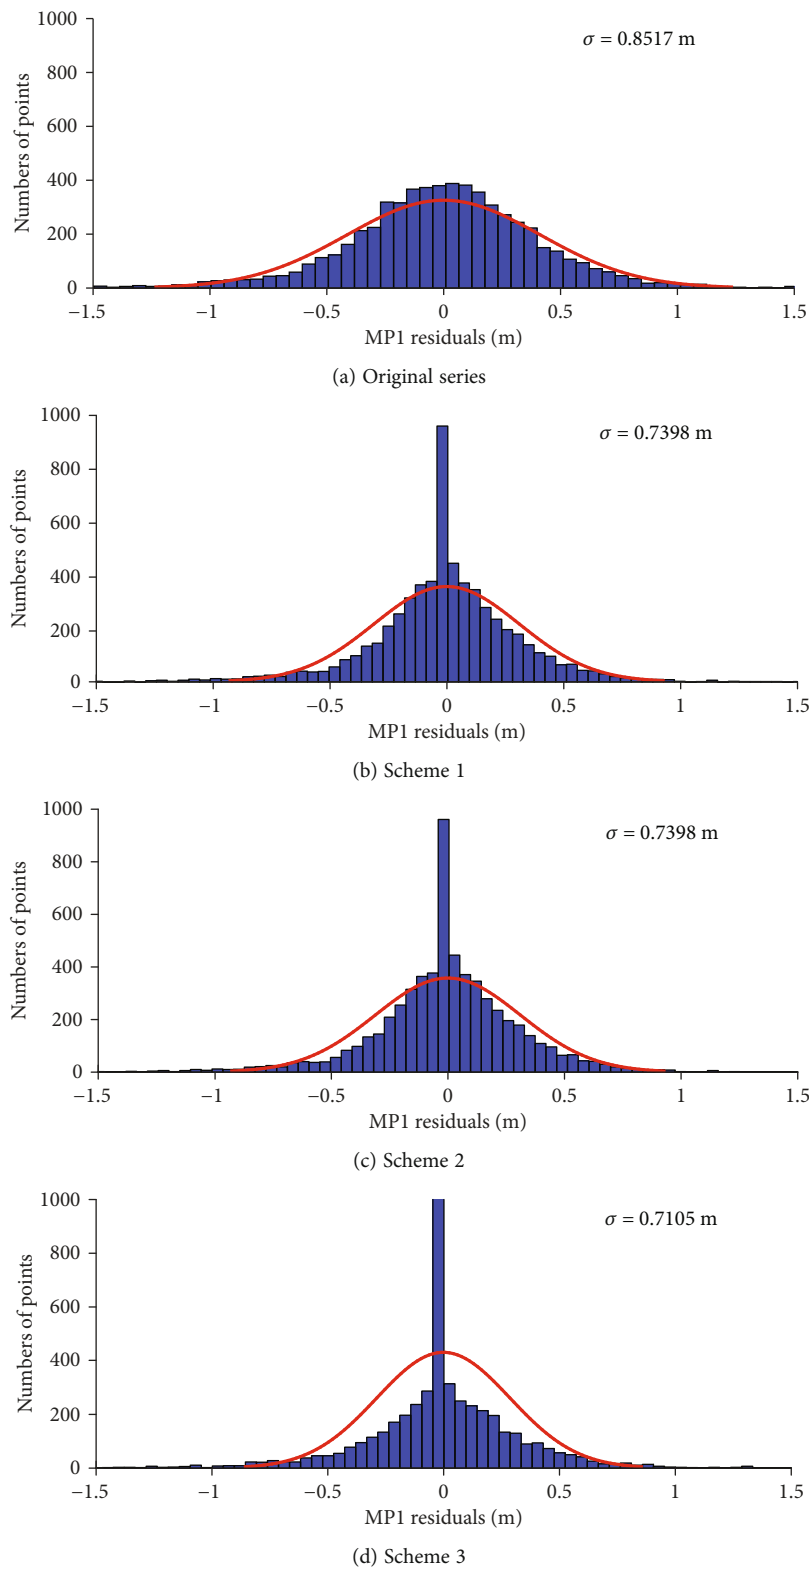 1000
σ = 0.8517 m
800
600
400
200
0
Numbers of points
−1.5 −1 −0.5 0 0.5 1 1.5
MP1 residuals (m)
(a) Original series
1000
σ = 0.7398 m
800
600
400
200
0
Numbers of points
−1.5 −1 −0.5 0 0.5 1 1.5
MP1 residuals (m)
(b) Scheme 1
1000
σ = 0.7398 m
800
600
400
200
0
Numbers of points
−1.5 −1 −0.5 0 0.5 1 1.5
MP1 residuals (m)
(c) Scheme 2
1000
σ = 0.7105 m
800
600
400
200
0
Numbers of points
−1.5 −1 −0.5 0 0.5 1 1.5
MP1 residuals (m)
(d) Scheme 3